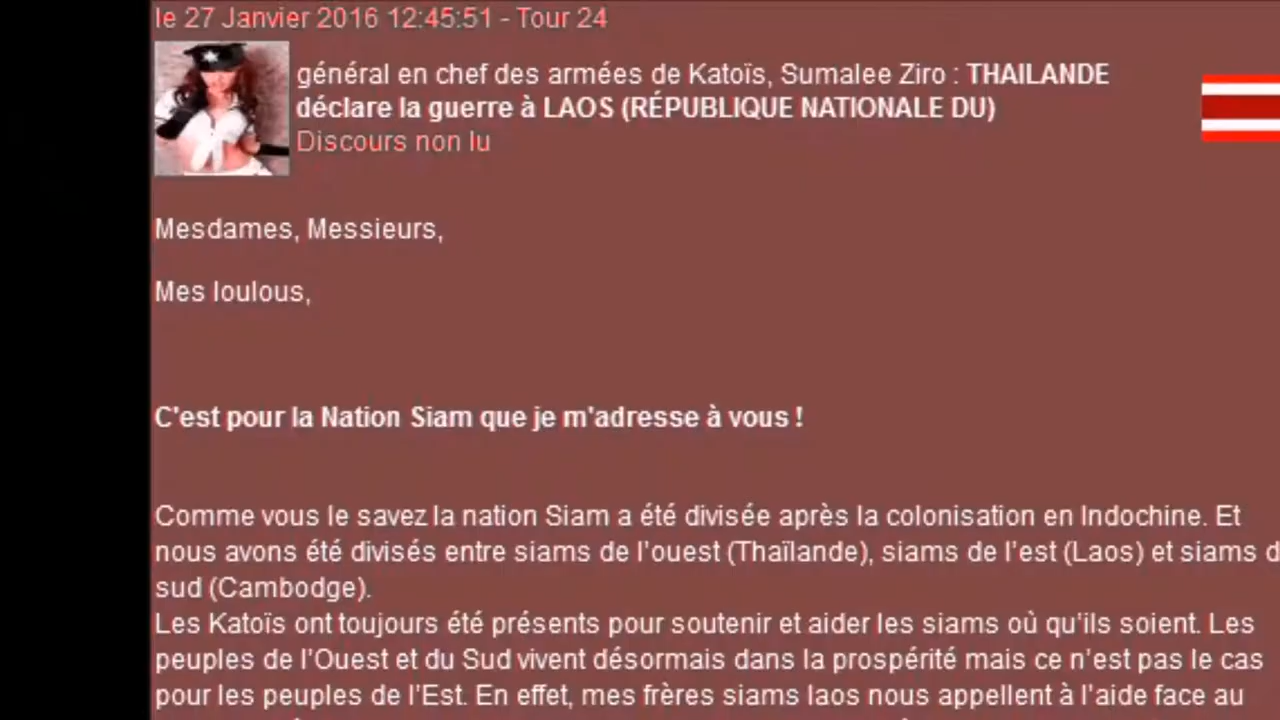 le 27 Janvier 2016 12:45:51 - Tour 24
général en chef des armées de Katoïs, Sumalee Ziro : THAILANDE
déclare la guerre à LAOS (RÉPUBLIQUE NATIONALE DU)
Discours non lu
Mesdames, Messieurs,
Mes loulous,
C'est pour la Nation Siam que je m'adresse à vous !
Comme vous le savez la nation Siam a été divisée après la colonisation en Indochine. Et
nous avons été divisés entre siams de l'ouest (Thaïlande), siams de l'est (Laos) et siams d
sud (Cambodge).
Les Katoïs ont toujours été présents pour soutenir et aider les siams où qu'ils soient. Les
peuples de l'Ouest et du Sud vivent désormais dans la prospérité mais ce n'est pas le cas
pour les peuples de l'Est. En effet, mes frères siams laos nous appellent à l'aide face au